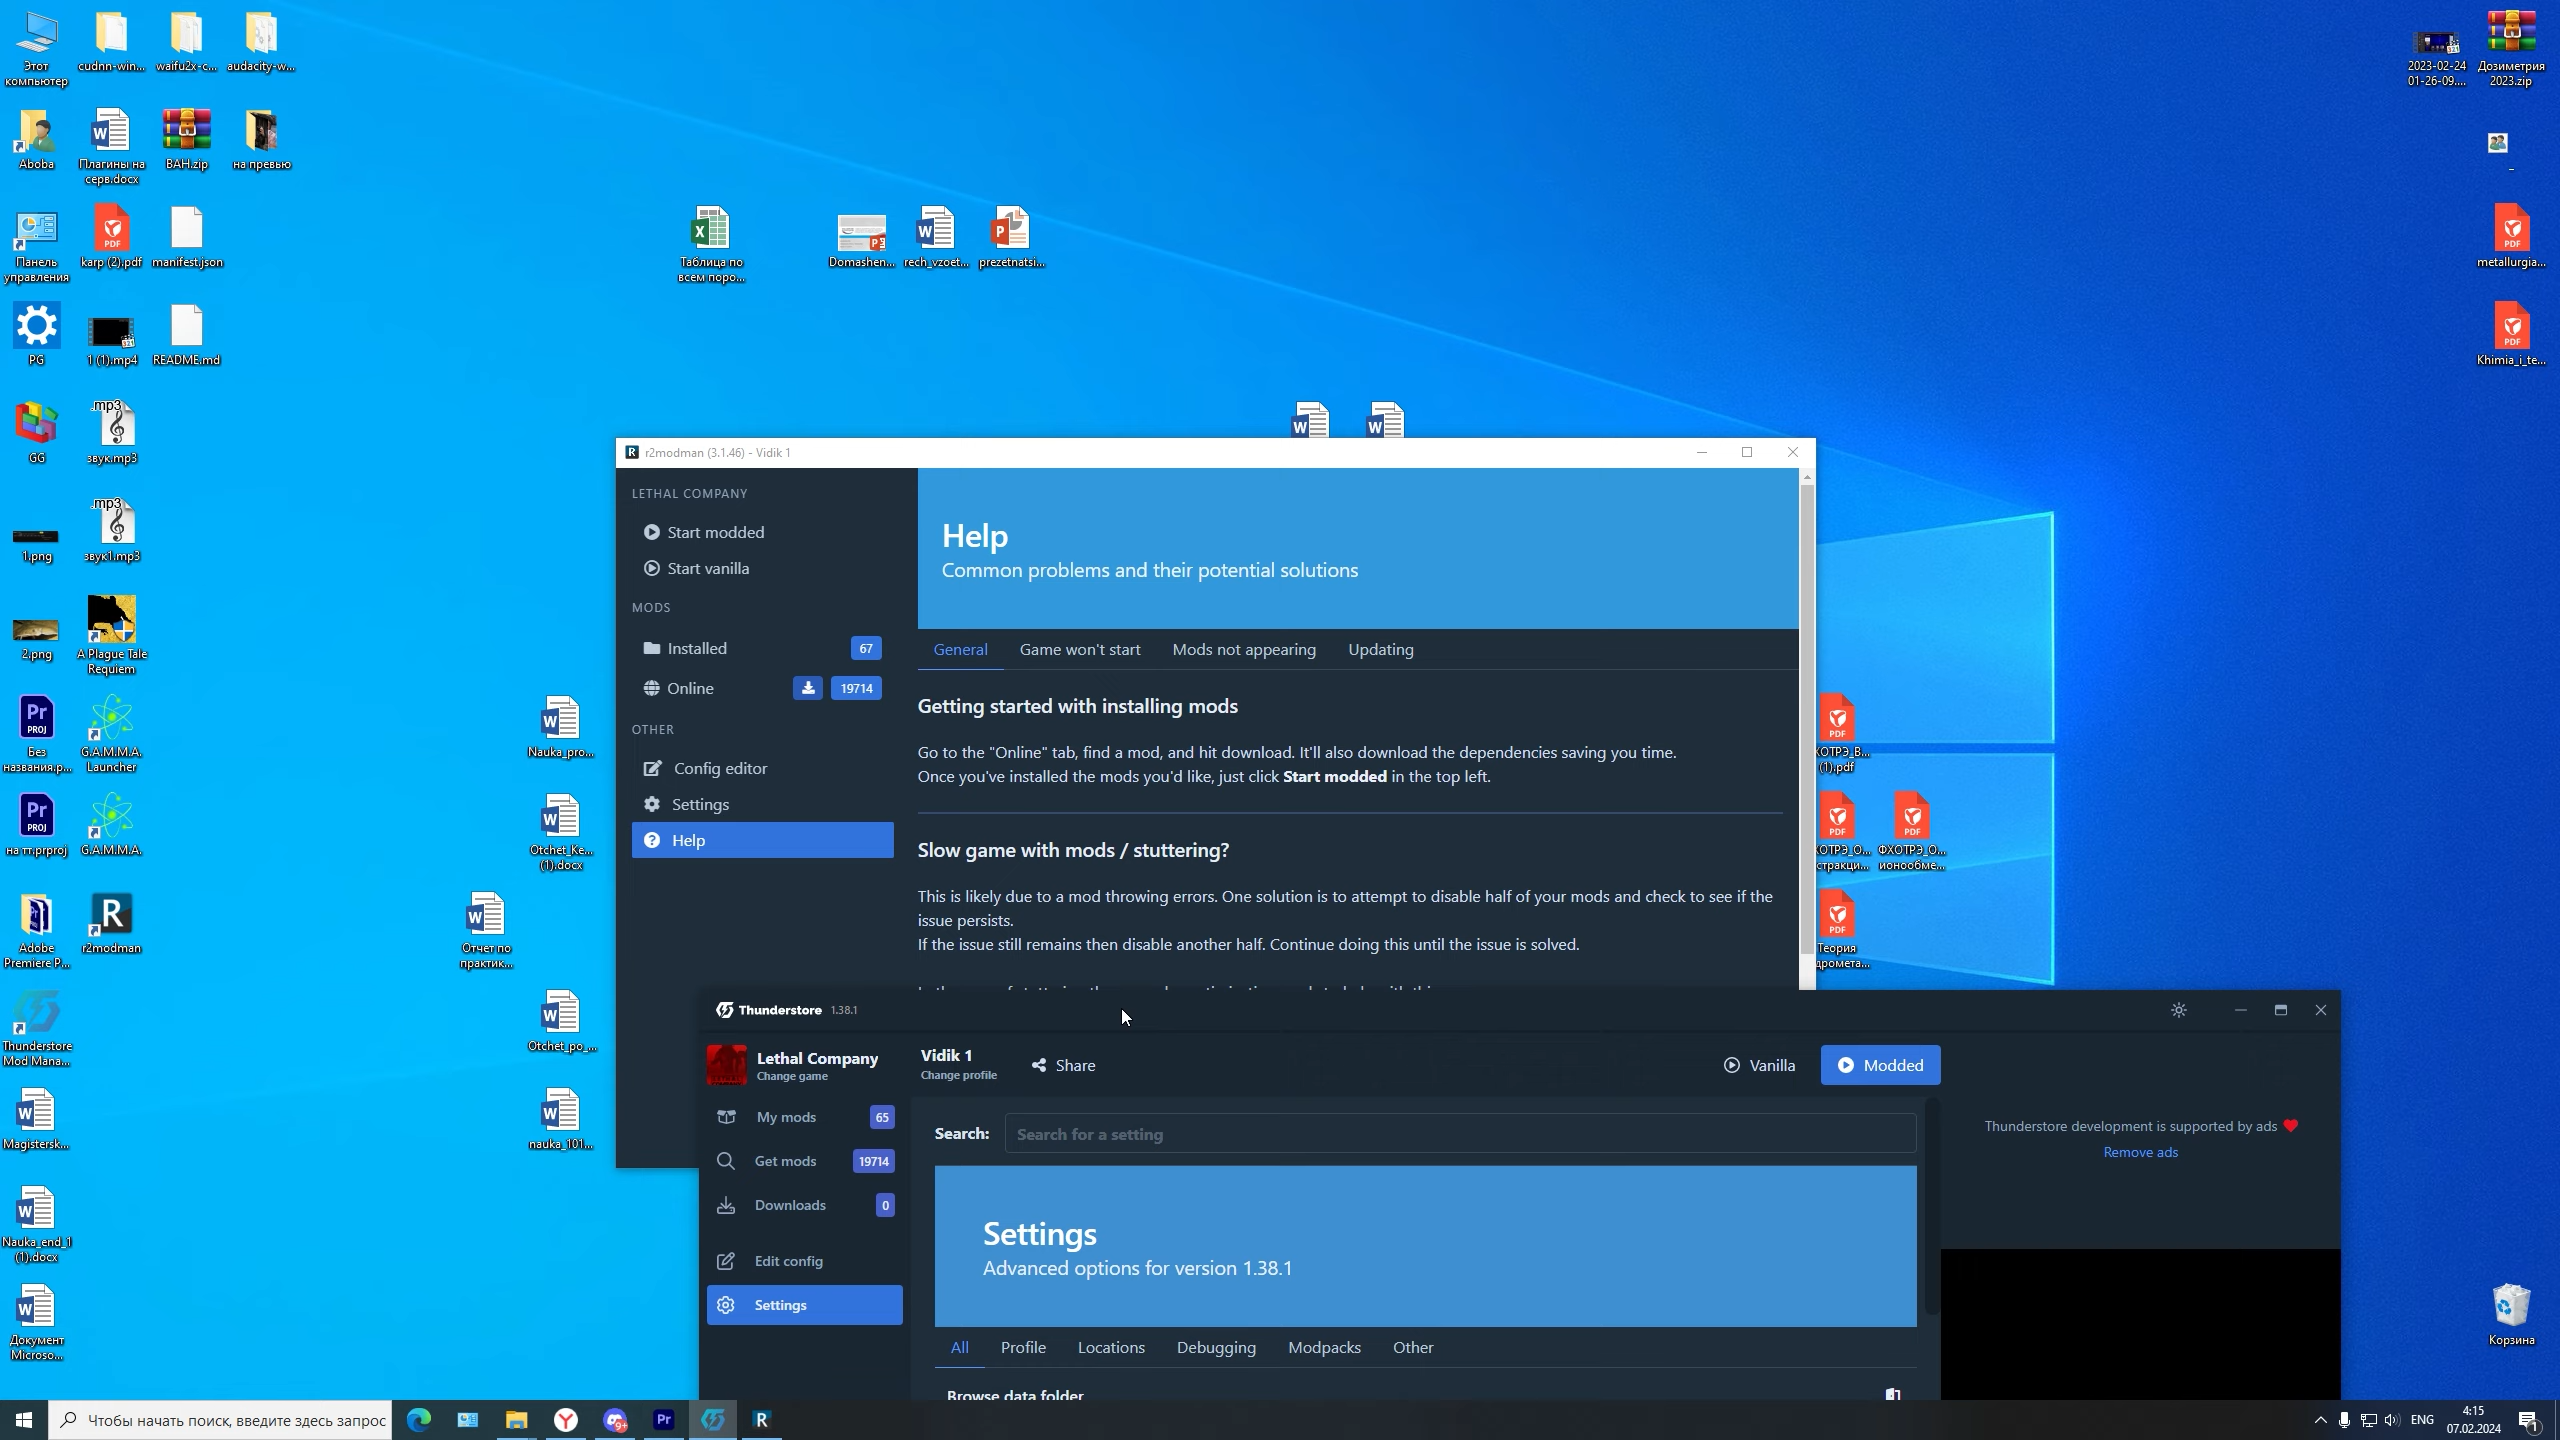 Этот
компьютер
cudnn-win...
waifu2x-c...
audacity-w...
2023-02-24
01-26-09....
Дозиметрия
2023.zip
Aboba
Плагины на
серв.docx
BAH.zip
на превью
Панель
управления
karp (2).pdf
manifest.json
Таблица по
всем поро...
Domashen...
rech_vzoet...
prezetnatsi...
metallurgia...
PG
1 (1).mp4
README.md
Khimia_i_te...
GG
.mp3
звук.mp3
1.png
.mp3
звук1.mp3
2.png
A Plague Tale
Requiem
Без
названия.p...
G.A.M.M.A.
Launcher
Nauka_pro...
на тт.prproj
G.A.M.M.A.
Otchet_Ke...
(1).docx
Adobe
Premiere P...
r2modman
Отчет по
практик...
Thunderstore
Mod Mana...
Otchet_po_...
Magistersk...
nauka_101...
Nauka_end_1
(1).docx
Документ
Microso...
r2modman (3.1.46) - Vidik 1
LETHAL COMPANY
Start modded
Start vanilla
MODS
Installed 67
Online 19714
OTHER
Config editor
Settings
Help
Help
Common problems and their potential solutions
General Game won't start Mods not appearing Updating
Getting started with installing mods
Go to the "Online" tab, find a mod, and hit download. It'll also download the dependencies saving you time.
Once you've installed the mods you'd like, just click Start modded in the top left.
Slow game with mods / stuttering?
This is likely due to a mod throwing errors. One solution is to attempt to disable half of your mods and check to see if the
issue persists.
If the issue still remains then disable another half. Continue doing this until the issue is solved.
ХОТРЭ_В...
(1).pdf
ХОТРЭ_О...
стракци...
ФХОТРЭ_О...
ионообме...
Теория
дромета...
Thunderstore 1.38.1
Lethal Company
Change game
Vidik 1
Change profile
Share
Vanilla
Modded
My mods 65
Get mods 19714
Downloads 0
Edit config
Settings
Search: Search for a setting
Settings
Advanced options for version 1.38.1
All Profile Locations Debugging Modpacks Other
Browse data folder
Thunderstore development is supported by ads
Remove ads
Корзина
Чтобы начать поиск, введите здесь запрос
ENG
4:15
07.02.2024
1